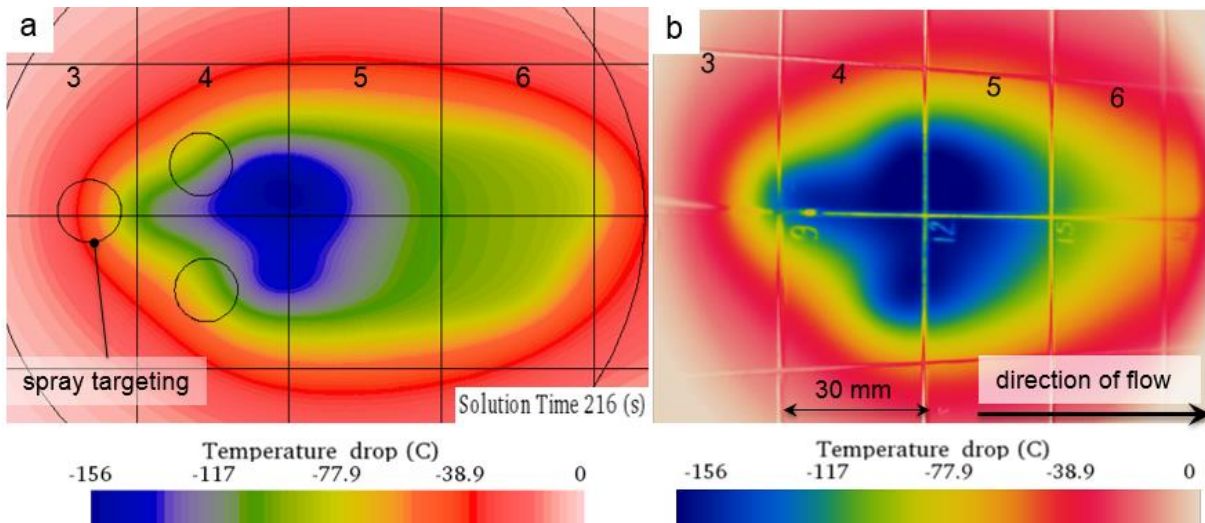 a
3 4 5 6
spray targeting
Solution Time 216 (s)
Temperature drop (C)
-156 -117 -77.9 -38.9 0
b
3 4 5 6
9 12 15
30 mm
direction of flow
Temperature drop (C)
-156 -117 -77.9 -38.9 0